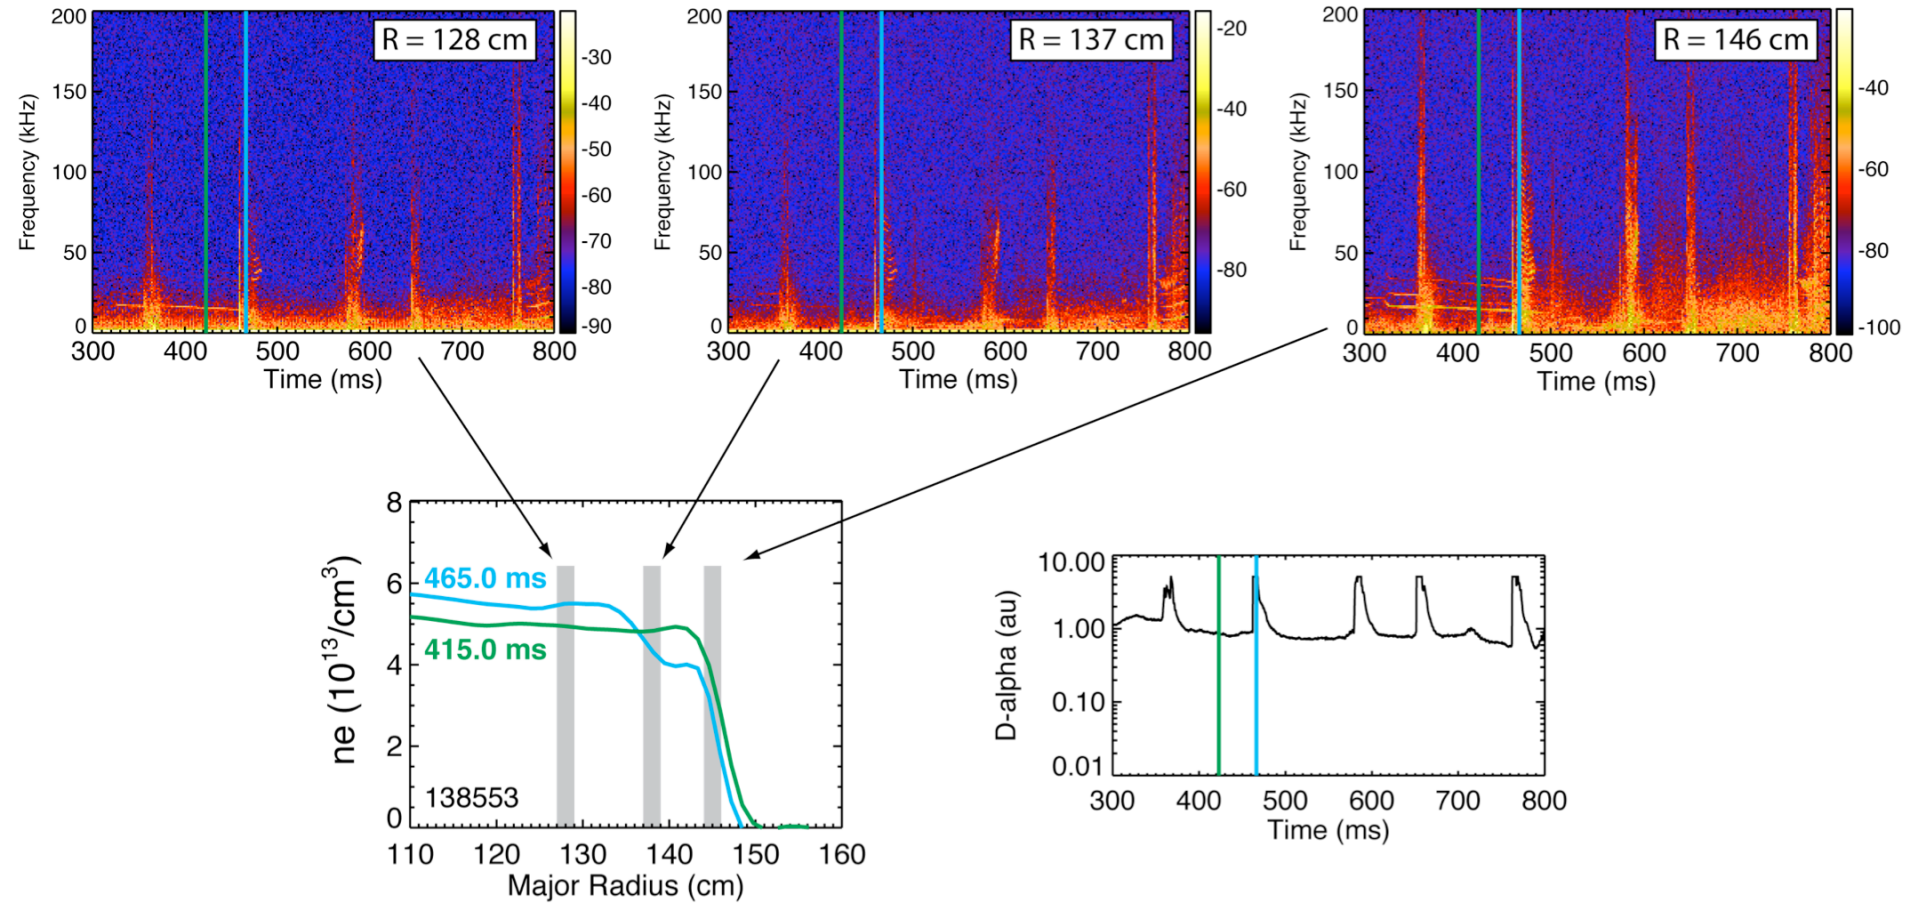 R = 128 cm
Frequency (kHz)
200
150
100
50
0
300 400 500 600 700 800
Time (ms)
-30
-40
-50
-60
-70
-80
-90
R = 137 cm
Frequency (kHz)
200
150
100
50
0
300 400 500 600 700 800
Time (ms)
-20
-40
-60
-80
R = 146 cm
Frequency (kHz)
200
150
100
50
0
300 400 500 600 700 800
Time (ms)
-40
-60
-80
-100
ne (10¹³/cm³)
8
6
4
2
0
465.0 ms
415.0 ms
138553
110 120 130 140 150 160
Major Radius (cm)
D-alpha (au)
10.00
1.00
0.10
0.01
300 400 500 600 700 800
Time (ms)